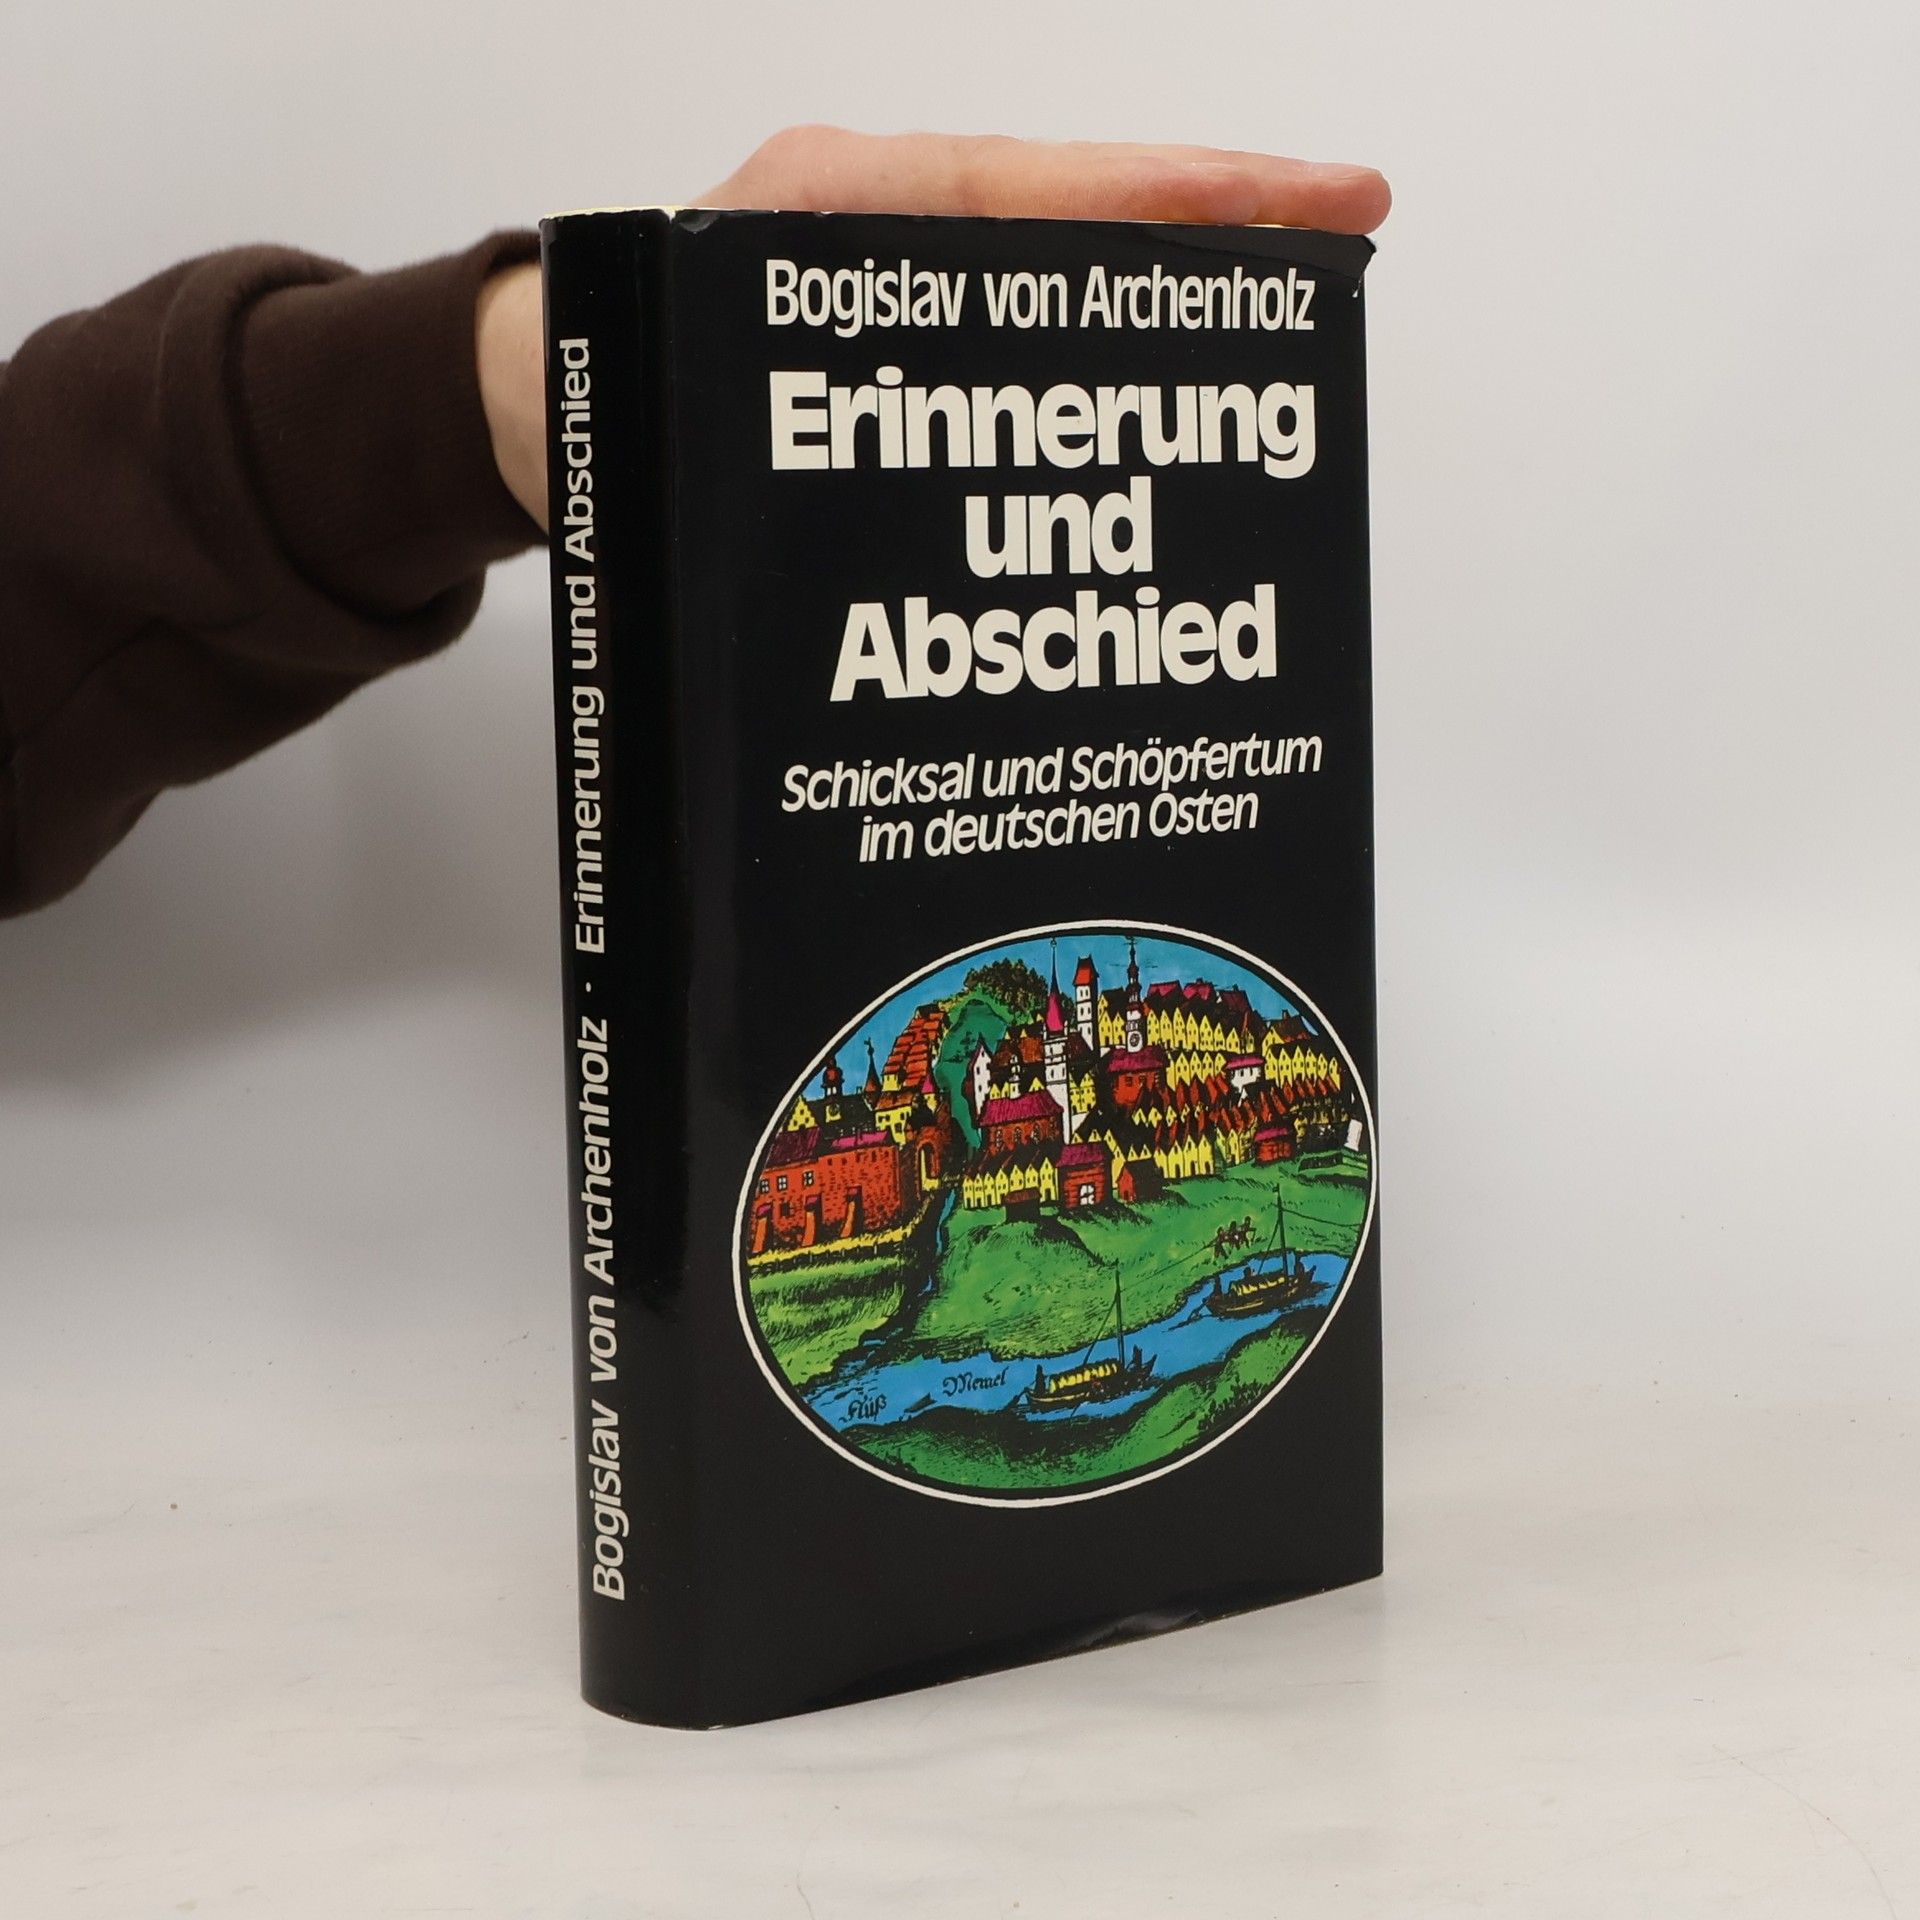 Bogislav von Archenholz · Erinnerung und Abschied
Bogislav von Archenholz
Erinnerung
und
Abschied
Schicksal und Schöpfertum
im deutschen Osten
Flüß Memel